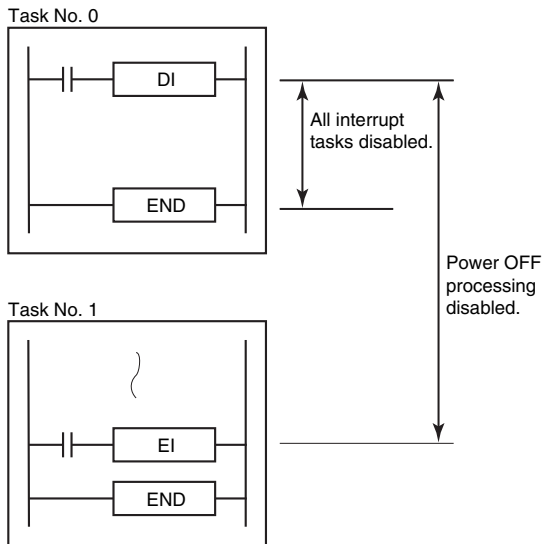 Task No. 0
DI
All interrupt
tasks disabled.
END
Power OFF
processing
disabled.
Task No. 1
EI
END